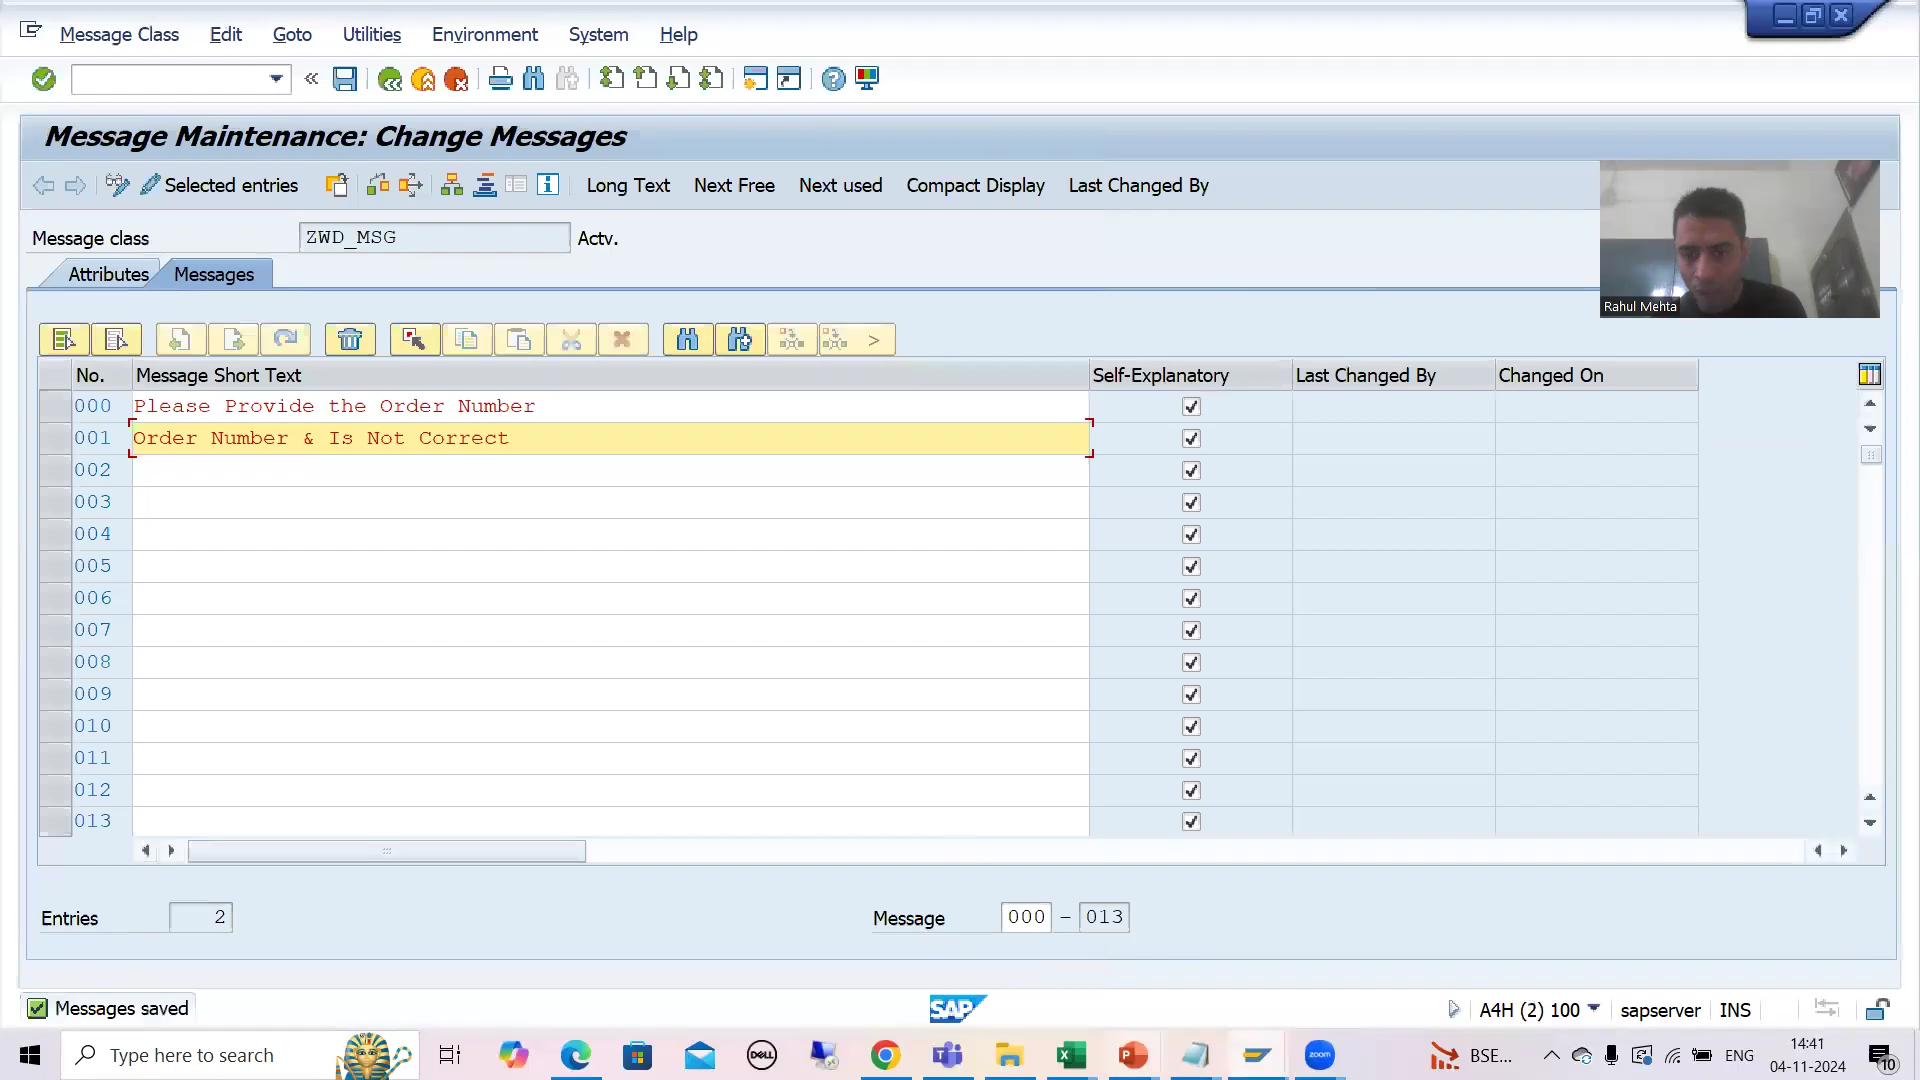 Message Class Edit Goto Utilities Environment System Help
Message Maintenance: Change Messages
Selected entries Long Text Next Free Next used Compact Display Last Changed By
Message class ZWD_MSG Actv.
Attributes Messages
Rahul Mehta
No. Message Short Text Self-Explanatory Last Changed By Changed On
000 Please Provide the Order Number
001 Order Number & Is Not Correct
002
003
004
005
006
007
008
009
010
011
012
013
Entries 2 Message 000 - 013
Messages saved SAP A4H (2) 100 sapserver INS
Type here to search DELL zoom BSE... ENG 14:41
04-11-2024 10